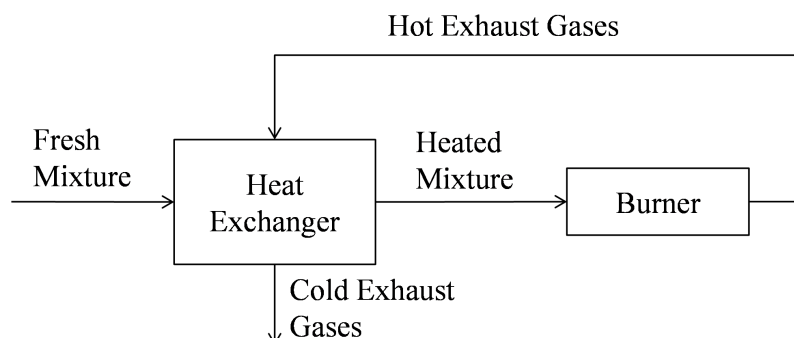 Hot Exhaust Gases
Fresh
Mixture
Heat
Exchanger
Heated
Mixture
Burner
Cold Exhaust
Gases